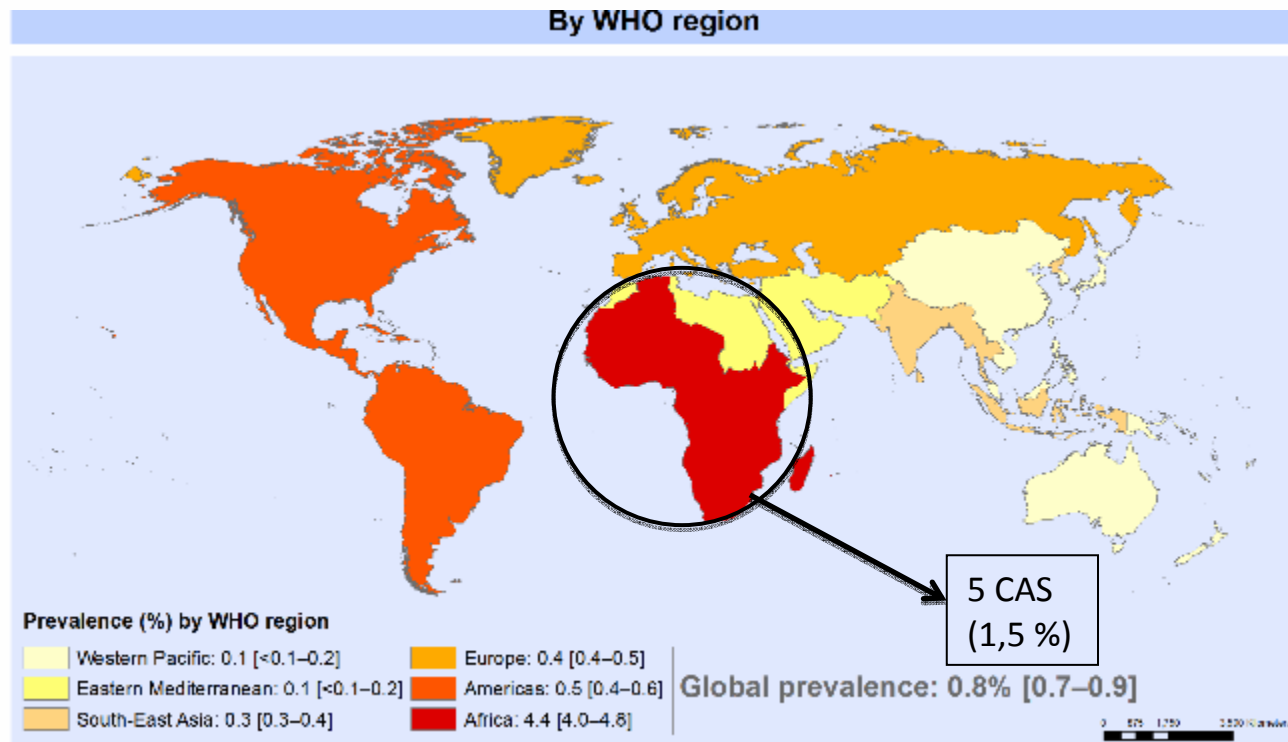 By WHO region
5 CAS
(1,5 %)
Prevalence (%) by WHO region
Western Pacific: 0.1 [<0.1–0.2]
Eastern Mediterranean: 0.1 [<0.1–0.2]
South-East Asia: 0.3 [0.3–0.4]
Europe: 0.4 [0.4–0.5]
Americas: 0.5 [0.4–0.6]
Africa: 4.4 [4.0–4.8]
Global prevalence: 0.8% [0.7–0.9]
0